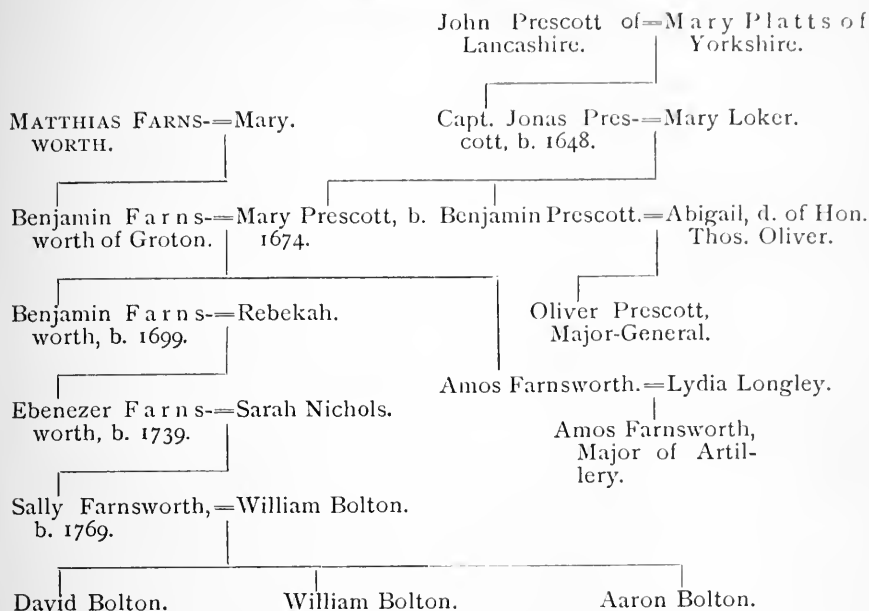 John Prescott of=Mary Platts of
Lancashire. Yorkshire.
MATTHIAS FARNS-=Mary. Capt. Jonas Pres-=Mary Loker.
WORTH. cott, b. 1648.
Benjamin Farns-=Mary Prescott, b. Benjamin Prescott.=Abigail, d. of Hon.
worth of Groton. 1674. Thos. Oliver.
Benjamin Farns-=Rebekah. Oliver Prescott,
worth, b. 1699. Major-General.
Amos Farnsworth.=Lydia Longley.
Ebenezer Farns-=Sarah Nichols.
worth, b. 1739. Amos Farnsworth,
Major of Artil-
lery.
Sally Farnsworth,=William Bolton.
b. 1769.
David Bolton. William Bolton. Aaron Bolton.